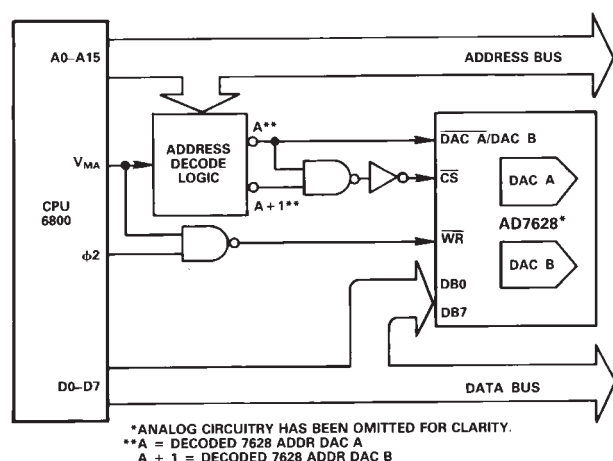 A0–A15
ADDRESS BUS
A**
ADDRESS
DECODE
LOGIC
DAC A/DAC B
VMA
CS
DAC A
CPU
6800
A + 1**
AD7628*
WR
DAC B
ϕ2
DB0
DB7
D0–D7
DATA BUS
*ANALOG CIRCUITRY HAS BEEN OMITTED FOR CLARITY.
**A = DECODED 7628 ADDR DAC A
A + 1 = DECODED 7628 ADDR DAC B